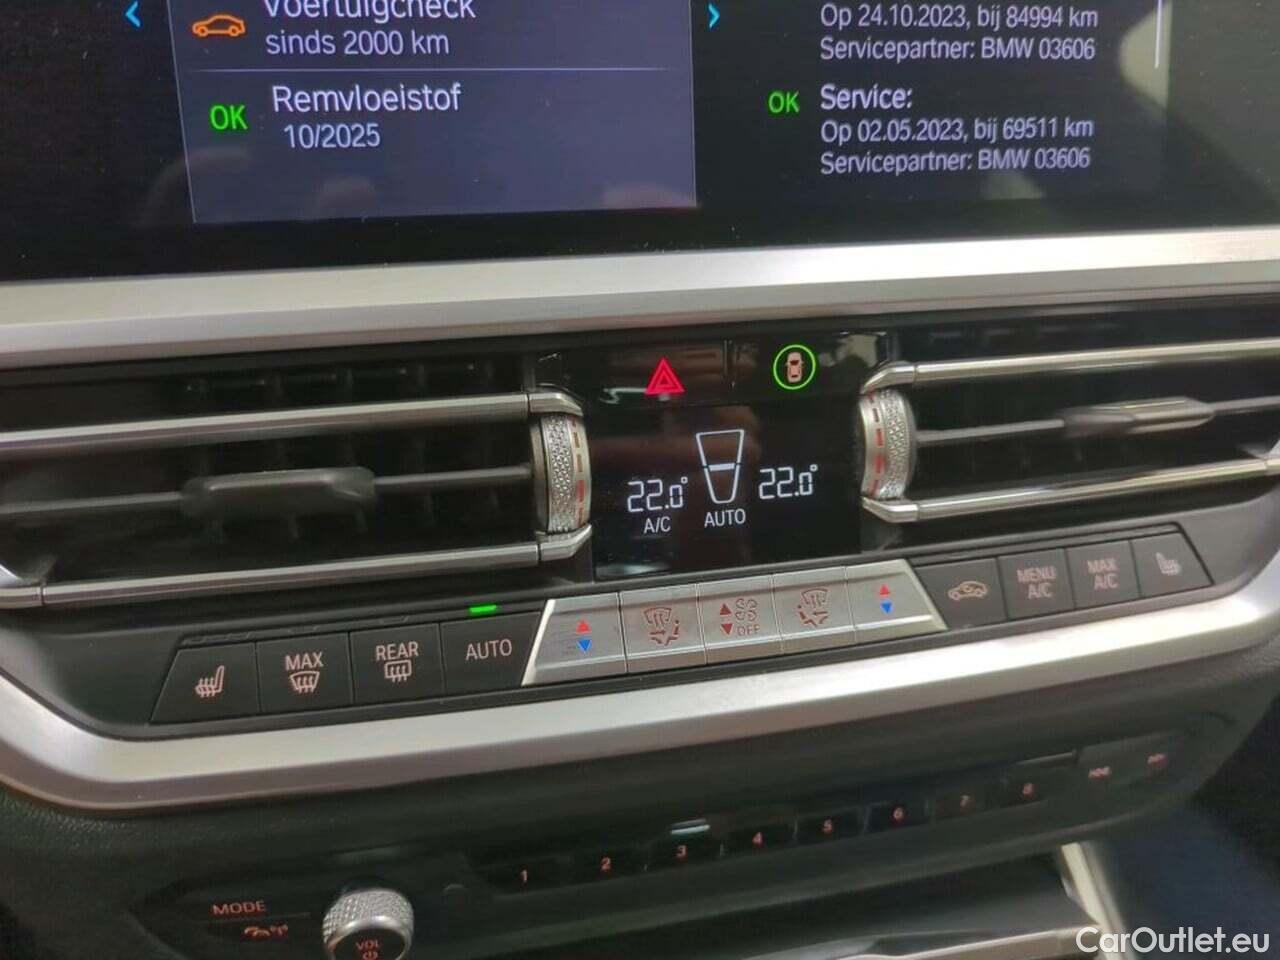 Voertuigcheck
sinds 2000 km
OK Remvloeistof
10/2025
Op 24.10.2023, bij 84994 km
Servicepartner: BMW 03606
OK Service:
Op 02.05.2023, bij 69511 km
Servicepartner: BMW 03606
22.0° 22.0°
A/C AUTO
MAX
REAR
AUTO
OFF
MENU
A/C
MAX
A/C
1 2 3 4 5 6 7 8
MODE
VOL
CarOutlet.eu